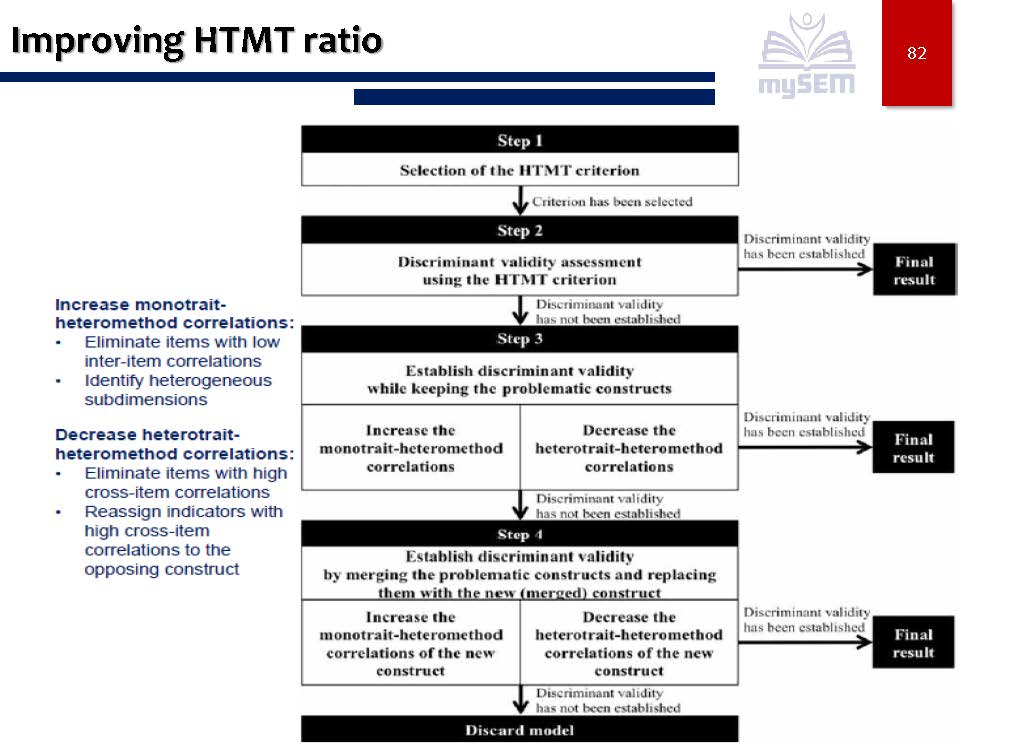 Improving HTMT ratio
mySEM
82
Step 1
Selection of the HTMT criterion
Criterion has been selected
Step 2
Discriminant validity assessment
using the HTMT criterion
Discriminant validity
has been established
Final
result
Discriminant validity
has not been established
Increase monotrait-
heteromethod correlations:
• Eliminate items with low
inter-item correlations
• Identify heterogeneous
subdimensions
Decrease heterotrait-
heteromethod correlations:
• Eliminate items with high
cross-item correlations
• Reassign indicators with
high cross-item
correlations to the
opposing construct
Step 3
Establish discriminant validity
while keeping the problematic constructs
Increase the
monotrait-heteromethod
correlations
Decrease the
heterotrait-heteromethod
correlations
Discriminant validity
has been established
Final
result
Discriminant validity
has not been established
Step 4
Establish discriminant validity
by merging the problematic constructs and replacing
them with the new (merged) construct
Increase the
monotrait-heteromethod
correlations of the new
construct
Decrease the
heterotrait-heteromethod
correlations of the new
construct
Discriminant validity
has been established
Final
result
Discriminant validity
has not been established
Discard model